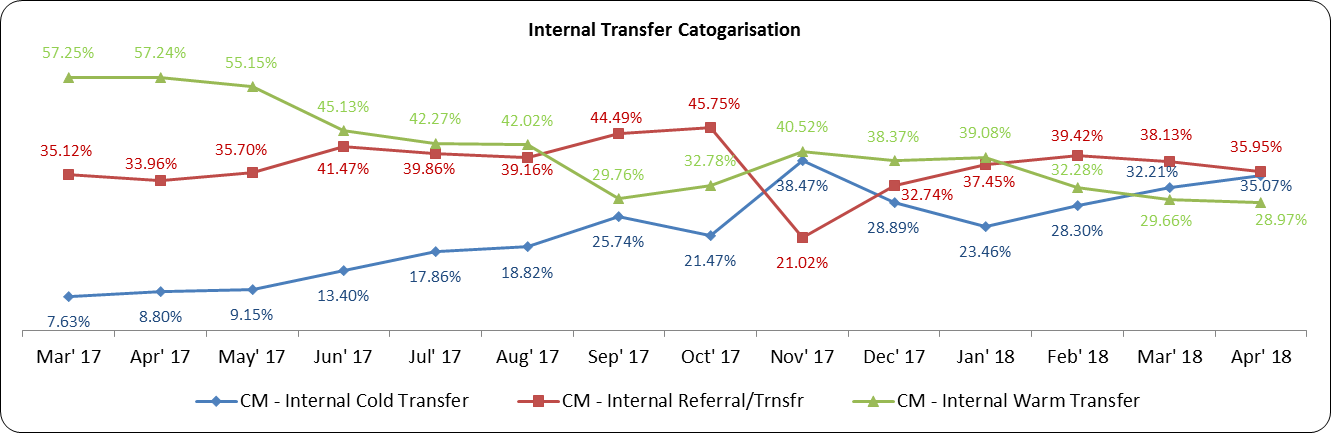 Internal Transfer Catogarisation
57.25% 57.24% 55.15% 45.13% 42.27% 42.02% 29.76% 32.78% 40.52% 38.37% 39.08% 32.28% 29.66% 28.97%
35.12% 33.96% 35.70% 41.47% 39.86% 39.16% 44.49% 45.75% 21.02% 32.74% 37.45% 39.42% 38.13% 35.95%
7.63% 8.80% 9.15% 13.40% 17.86% 18.82% 25.74% 21.47% 38.47% 28.89% 23.46% 28.30% 32.21% 35.07%
Mar' 17 Apr' 17 May' 17 Jun' 17 Jul' 17 Aug' 17 Sep' 17 Oct' 17 Nov' 17 Dec' 17 Jan' 18 Feb' 18 Mar' 18 Apr' 18
CM - Internal Cold Transfer CM - Internal Referral/Trnsfr CM - Internal Warm Transfer